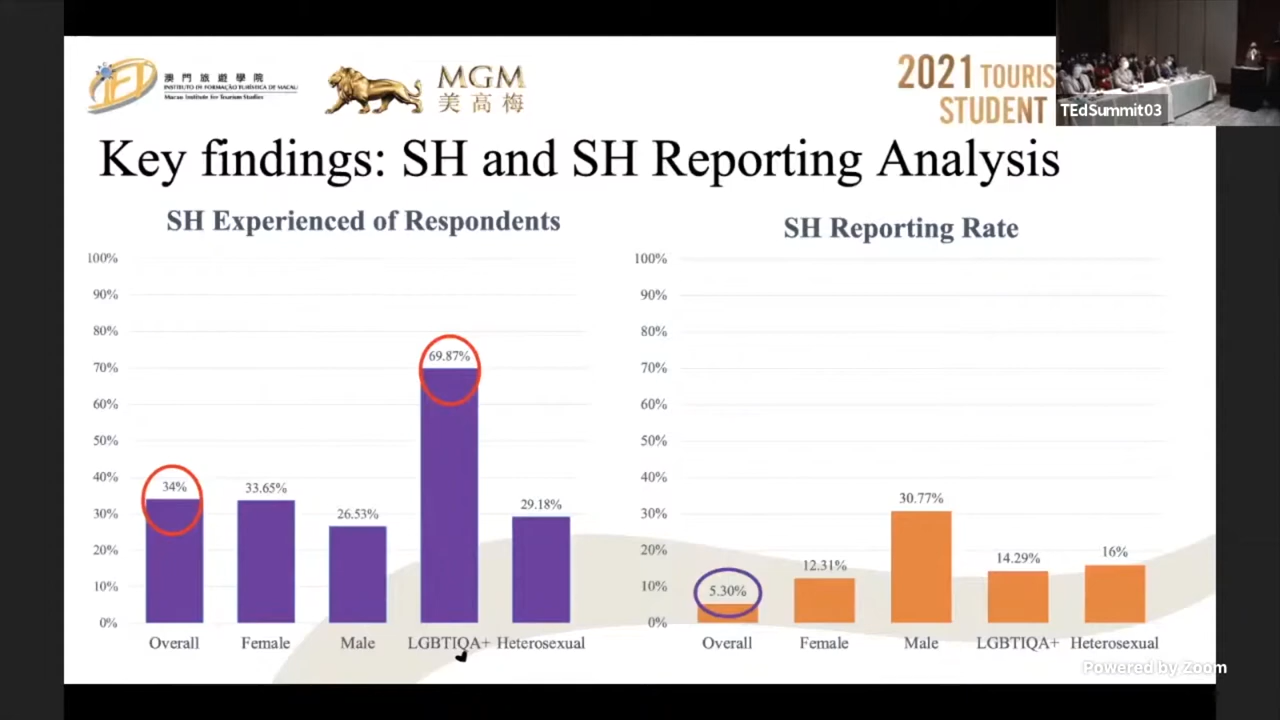 澳門旅遊學院
INSTITUTO DE FORMAÇÃO TURÍSTICA DE MACAU
Macao Institute for Tourism Studies
MGM
美高梅
2021 TOURIS
STUDENT
TEdSummit03
Key findings: SH and SH Reporting Analysis
SH Experienced of Respondents
100%
90%
80%
70%
60%
50%
40%
30%
20%
10%
0%
34%
33.65%
26.53%
69.87%
29.18%
Overall Female Male LGBTIQA+ Heterosexual
SH Reporting Rate
100%
90%
80%
70%
60%
50%
40%
30%
20%
10%
0%
5.30%
12.31%
30.77%
14.29%
16%
Overall Female Male LGBTIQA+ Heterosexual
Powered by Zoom